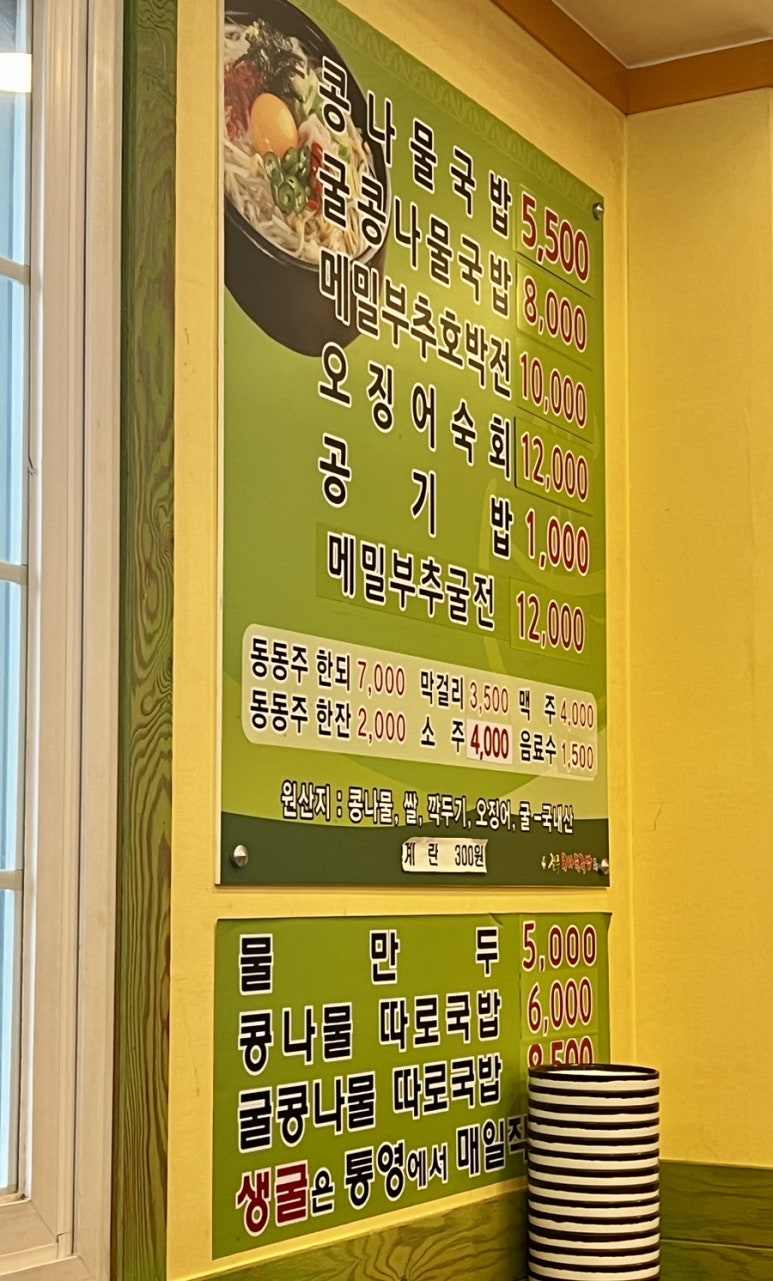 콩나물국밥 5,500
굴콩나물국밥 8,000
메밀부추호박전 10,000
오징어숙회 12,000
공기밥 1,000
메밀부추굴전 12,000
동동주 한되 7,000 막걸리 3,500 맥 주 4,000
동동주 한잔 2,000 소 주 4,000 음료수 1,500
원산지 : 콩나물, 쌀, 깍두기, 오징어, 굴-국내산
계 란 300원
물만두 5,000
콩나물 따로국밥 6,000
굴콩나물 따로국밥 8,500
생굴은 통영에서 매일